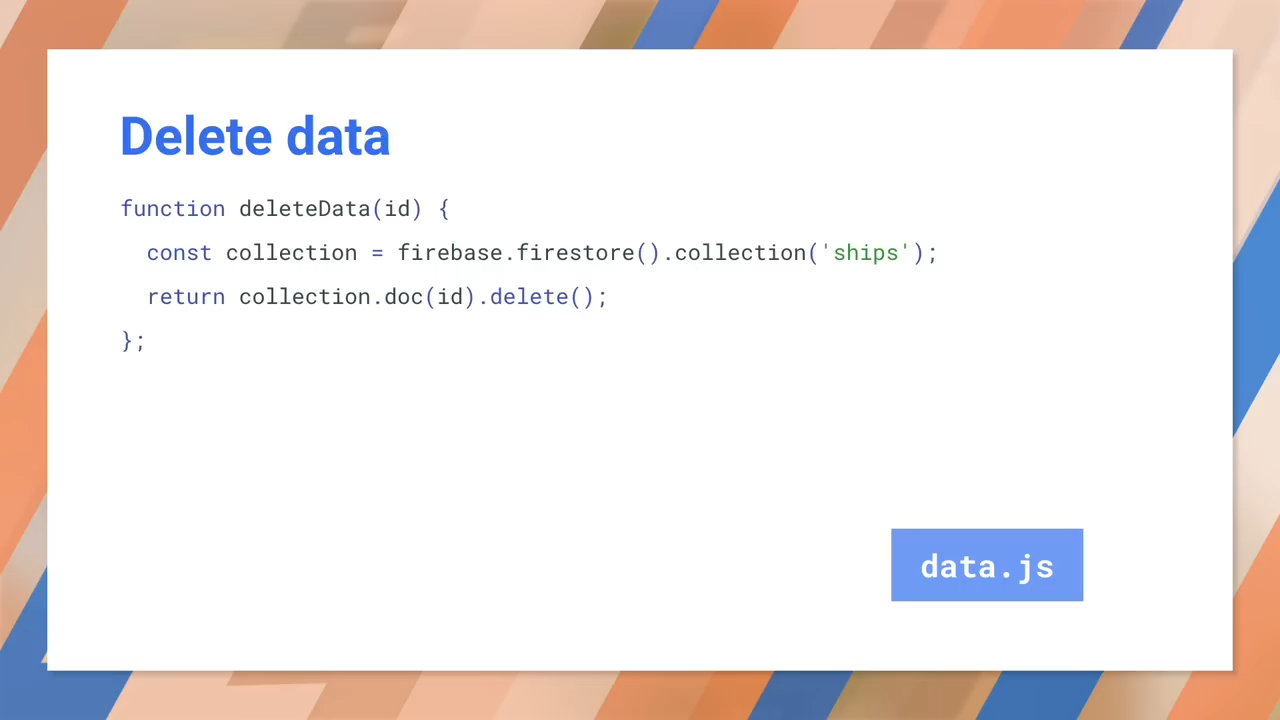 Delete data
function deleteData(id) {
  const collection = firebase.firestore().collection('ships');
  return collection.doc(id).delete();
};
data.js